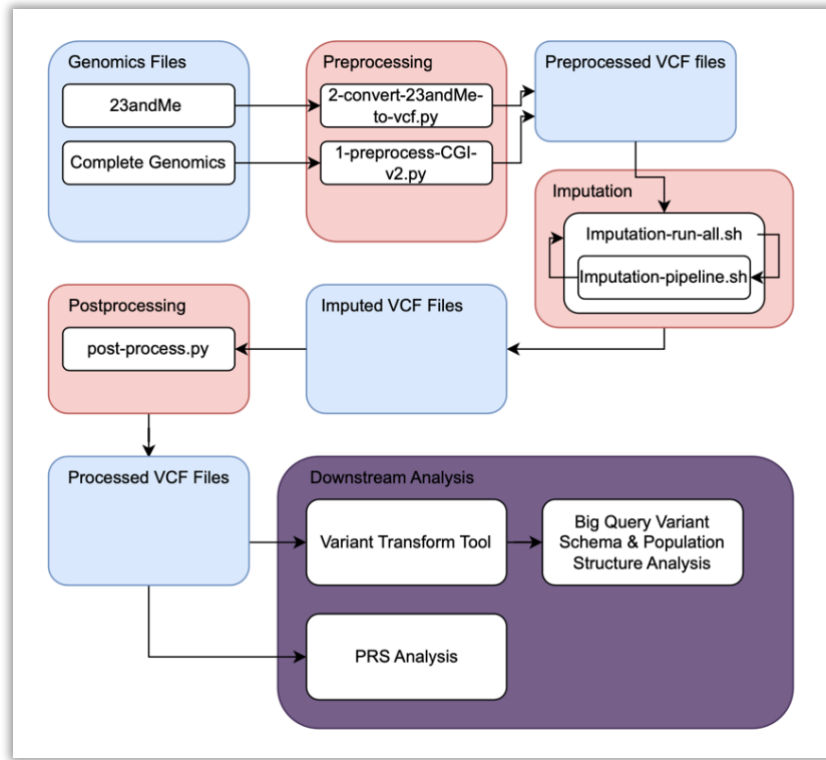 Genomics Files
23andMe
Complete Genomics
Preprocessing
2-convert-23andMe-
to-vcf.py
1-preprocess-CGI-
v2.py
Preprocessed VCF files
Imputation
Imputation-run-all.sh
Imputation-pipeline.sh
Imputed VCF Files
Postprocessing
post-process.py
Processed VCF Files
Downstream Analysis
Variant Transform Tool
Big Query Variant
Schema & Population
Structure Analysis
PRS Analysis